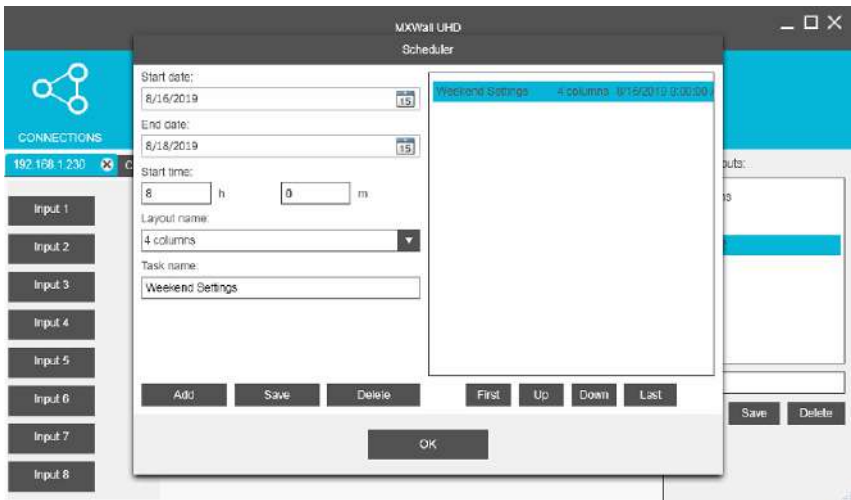 MXWall UHD
Scheduler
CONNECTIONS
192.168.1.230
C
Input 1
Input 2
Input 3
Input 4
Input 5
Input 6
Input 7
Input 8
Start date:
8/16/2019
15
End date:
8/18/2019
15
Start time:
8 h 0 m
Layout name:
4 columns
Task name:
Weekend Settings
Add Save Delete
Weekend Settings 4 columns 8/16/2019 8:00:00 A
First Up Down Last
OK
puts:
ns
Save Delete